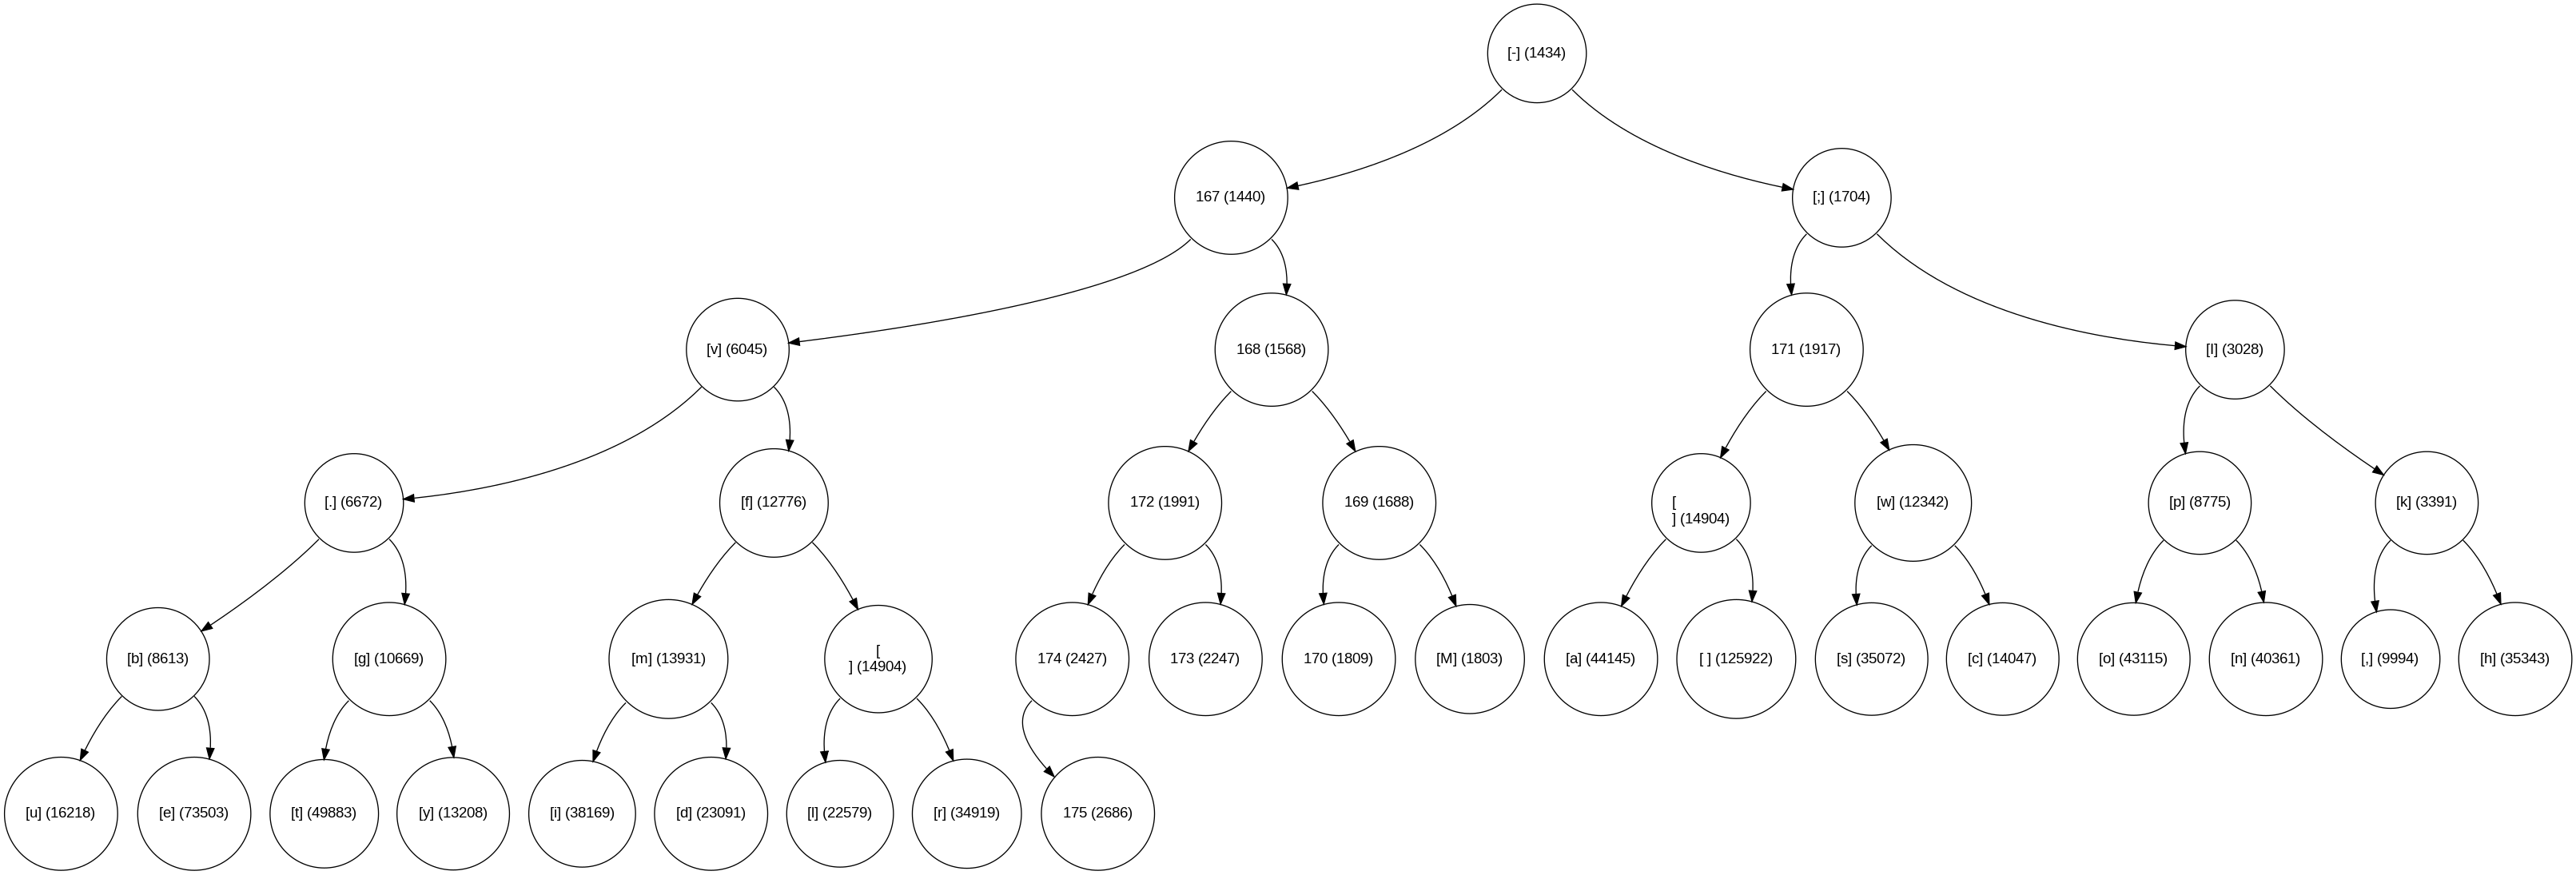 [-] (1434)
167 (1440)
[;] (1704)
[v] (6045)
168 (1568)
171 (1917)
[I] (3028)
[.] (6672)
[f] (12776)
172 (1991)
169 (1688)
[
] (14904)
[w] (12342)
[p] (8775)
[k] (3391)
[b] (8613)
[g] (10669)
[m] (13931)
[
] (14904)
174 (2427)
173 (2247)
170 (1809)
[M] (1803)
[a] (44145)
[ ] (125922)
[s] (35072)
[c] (14047)
[o] (43115)
[n] (40361)
[,] (9994)
[h] (35343)
[u] (16218)
[e] (73503)
[t] (49883)
[y] (13208)
[i] (38169)
[d] (23091)
[l] (22579)
[r] (34919)
175 (2686)